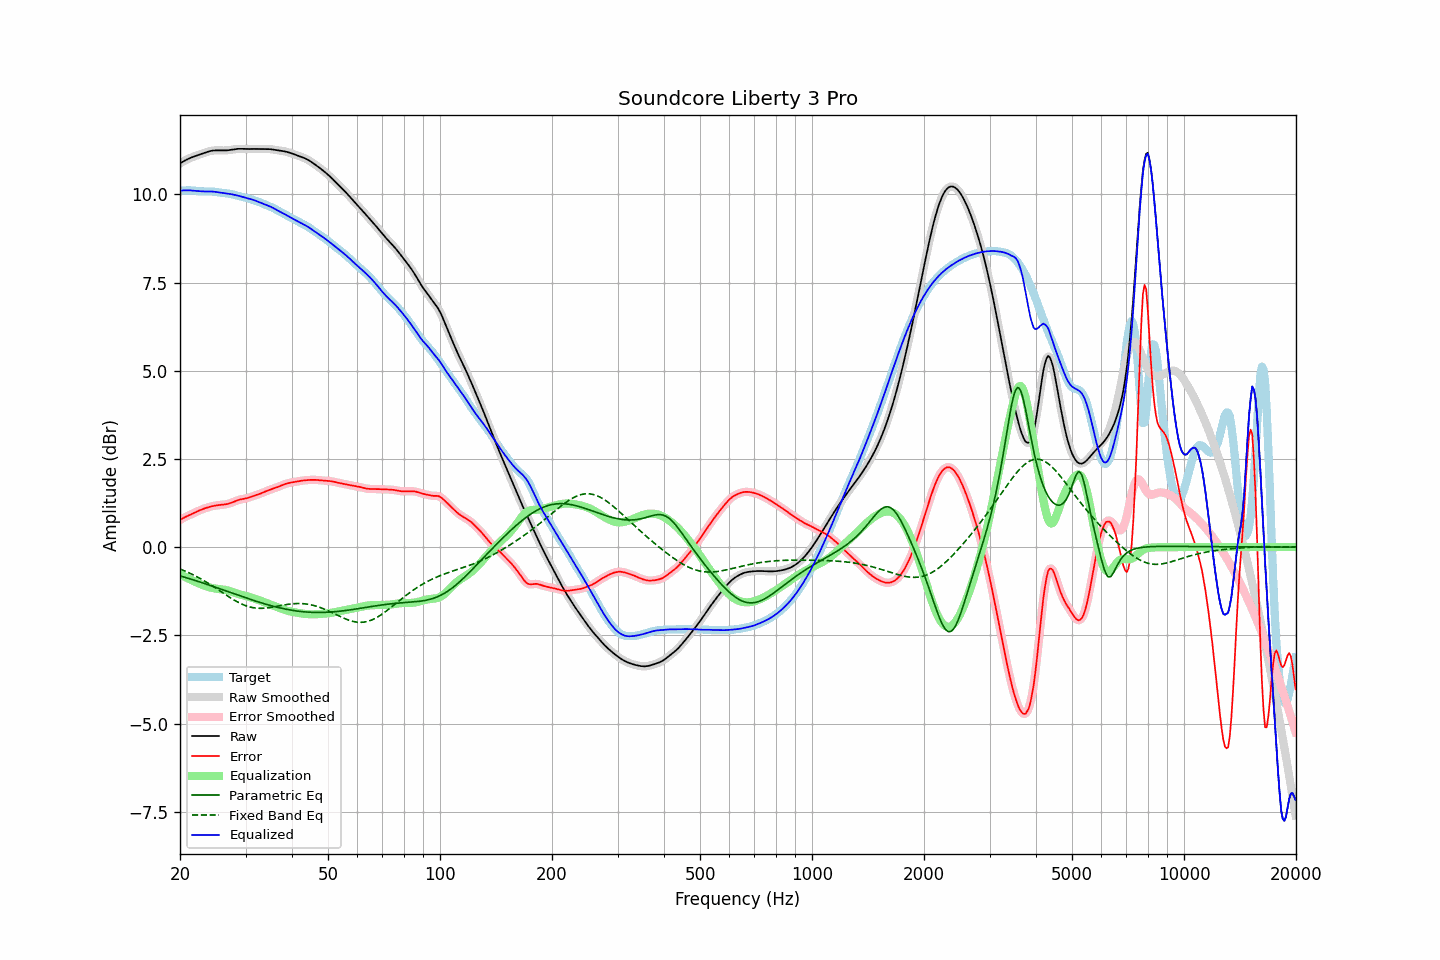 Soundcore Liberty 3 Pro
Amplitude (dBr)
10.0
7.5
5.0
2.5
0.0
−2.5
−5.0
−7.5
Target
Raw Smoothed
Error Smoothed
Raw
Error
Equalization
Parametric Eq
Fixed Band Eq
Equalized
20 50 100 200 500 1000 2000 5000 10000 20000
Frequency (Hz)